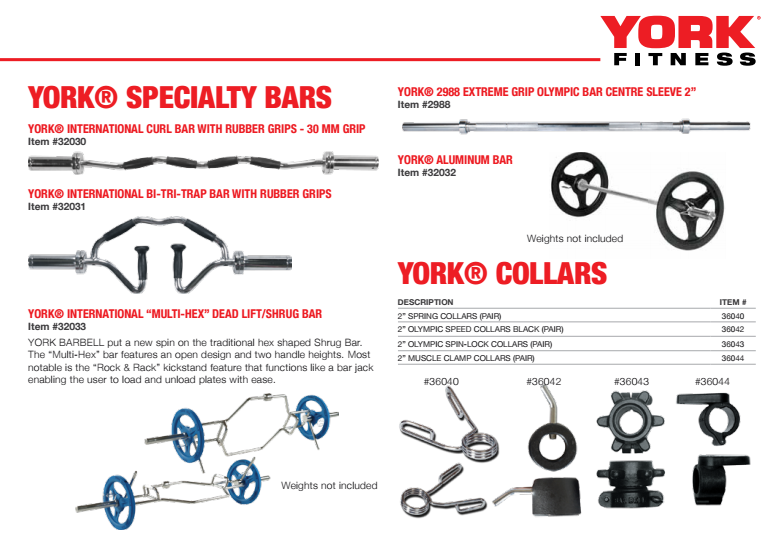 YORK®
FITNESS
YORK® SPECIALTY BARS
YORK® INTERNATIONAL CURL BAR WITH RUBBER GRIPS - 30 MM GRIP
Item #32030
YORK® INTERNATIONAL BI-TRI-TRAP BAR WITH RUBBER GRIPS
Item #32031
YORK® INTERNATIONAL “MULTI-HEX” DEAD LIFT/SHRUG BAR
Item #32033
YORK BARBELL put a new spin on the traditional hex shaped Shrug Bar.
The “Multi-Hex” bar features an open design and two handle heights. Most
notable is the “Rock & Rack” kickstand feature that functions like a bar jack
enabling the user to load and unload plates with ease.
Weights not included
YORK® 2988 EXTREME GRIP OLYMPIC BAR CENTRE SLEEVE 2”
Item #2988
YORK® ALUMINUM BAR
Item #32032
Weights not included
YORK® COLLARS
DESCRIPTION ITEM #
2” SPRING COLLARS (PAIR) 36040
2” OLYMPIC SPEED COLLARS BLACK (PAIR) 36042
2” OLYMPIC SPIN-LOCK COLLARS (PAIR) 36043
2” MUSCLE CLAMP COLLARS (PAIR) 36044
#36040 #36042 #36043 #36044